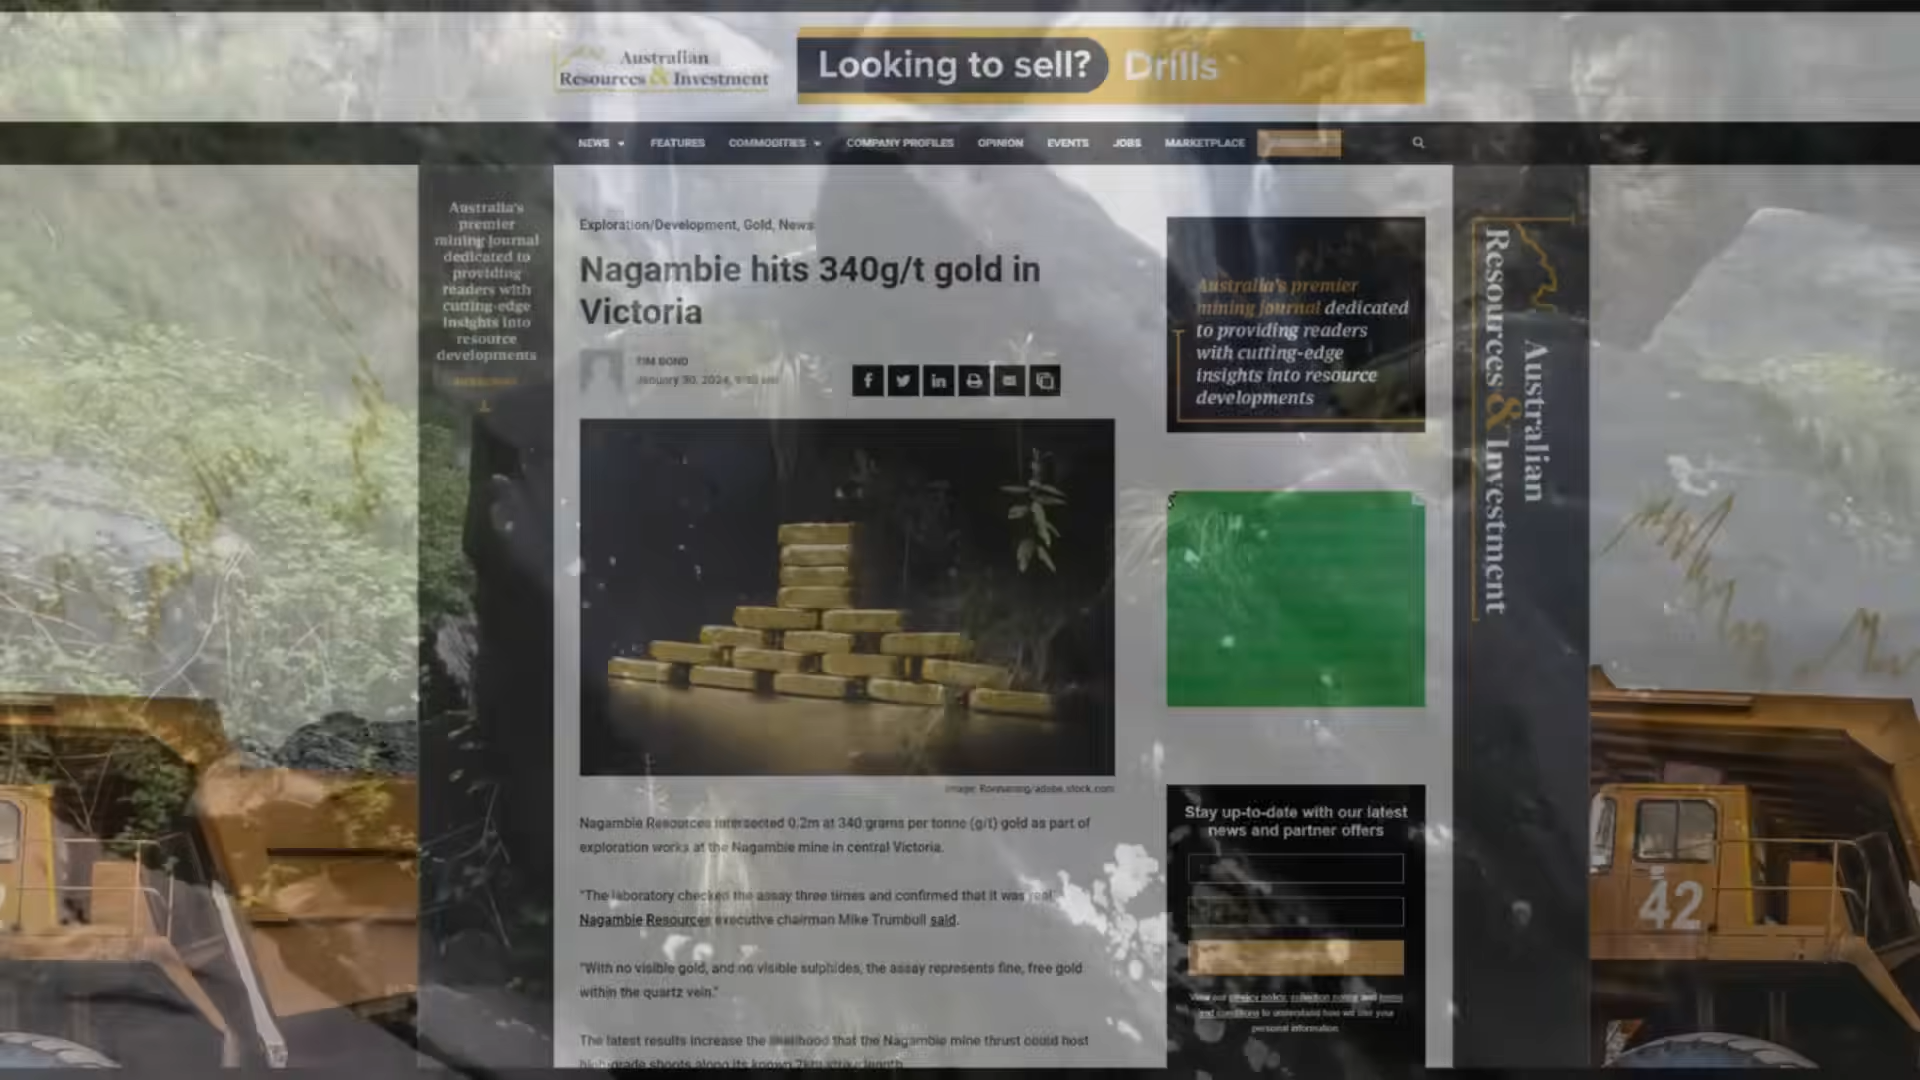 Australian
Resources & Investment
Looking to sell? Drills
NEWS FEATURES COMMODITIES COMPANY PROFILES OPINION EVENTS JOBS MARKETPLACE
Australia's
premier
mining journal
dedicated to
providing
readers with
cutting-edge
insights into
resource
developments
Exploration/Development, Gold, News
Nagambie hits 340g/t gold in
Victoria
TIM BOND
January 30, 2024,
Image: Ronnarong/adobe.stock.com
Nagambie Resources intersected 0.2m at 340 grams per tonne (g/t) gold as part of
exploration works at the Nagambie mine in central Victoria.
"The laboratory checked the assay three times and confirmed that it was real,"
Nagambie Resources executive chairman Mike Trumbull said.
"With no visible gold, and no visible sulphides, the assay represents fine, free gold
within the quartz vein."
The latest results increase the likelihood that the Nagambie mine thrust could host
high-grade shoots along its known 7km strike length.
Australia's premier
mining journal dedicated
to providing readers
with cutting-edge
insights into resource
developments
Stay up-to-date with our latest
news and partner offers
View our privacy policy, collection notice and terms
and conditions to understand how we use your
personal information.
Australian
Resources & Investment
42